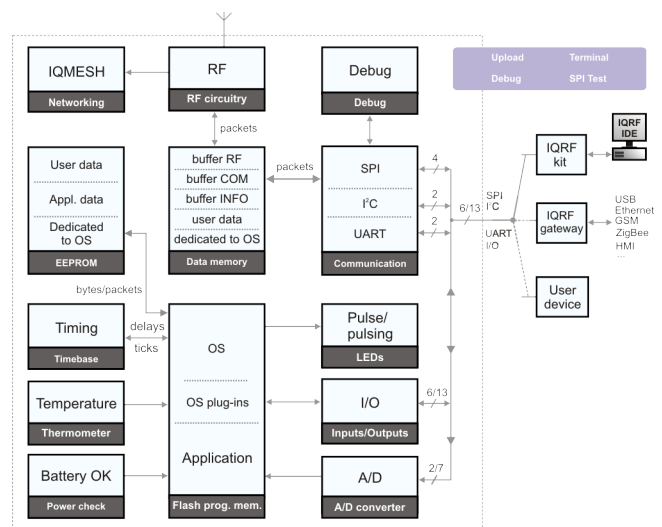 Upload Terminal
Debug SPI Test
IQMESH
Networking
RF
RF circuitry
Debug
Debug
packets
User data
Appl. data
Dedicated
to OS
EEPROM
buffer RF
buffer COM
buffer INFO
user data
dedicated to OS
Data memory
packets
SPI
I²C
UART
Communication
4
2
2
6/13
SPI
I²C
UART
I/O
IQRF
kit
IQRF
IDE
IQRF
gateway
USB
Ethernet
GSM
ZigBee
HMI
...
User
device
bytes/packets
Timing
Timebase
delays
ticks
OS
OS plug-ins
Application
Flash prog. mem.
Pulse/
pulsing
LEDs
Temperature
Thermometer
I/O
Inputs/Outputs
6/13
Battery OK
Power check
A/D
A/D converter
2/7